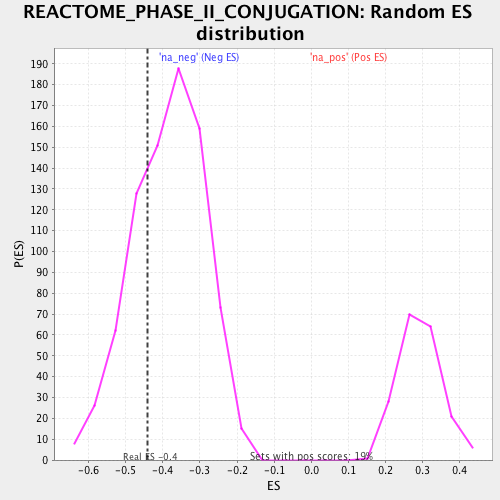 REACTOME_PHASE_II_CONJUGATION: Random ES
distribution
'na_neg' (Neg ES)
'na_pos' (Pos ES)
190
180
170
160
150
140
130
120
110
100
90
80
70
60
50
40
30
20
10
0
P(ES)
Real ES -0.4
Sets with pos scores: 19%
-0.6 -0.5 -0.4 -0.3 -0.2 -0.1 0.0 0.1 0.2 0.3 0.4
ES